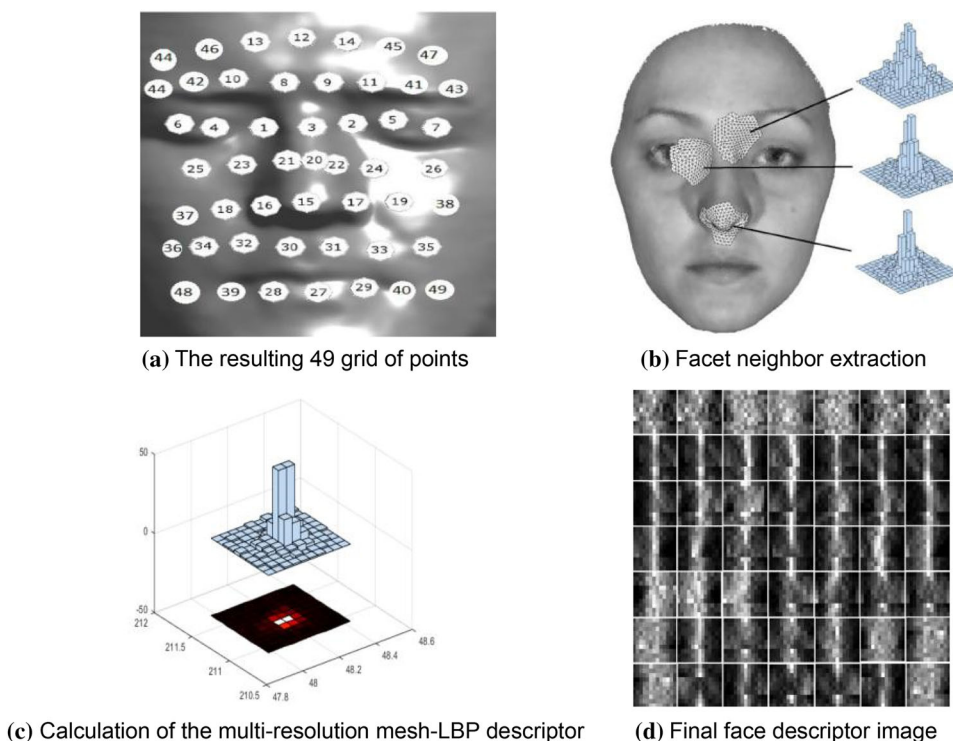 13 12 14
46 45 47
44
42 10 8 9 11 41
44 43
6 4 1 3 2 5 7
25 23 21 20 22 24 26
37 18 16 15 17 19 38
36 34 32 30 31 33 35
48 39 28 27 29 40 49
(a) The resulting 49 grid of points
(b) Facet neighbor extraction
50
0
-50
212
211.5
211
210.5
47.8
48
48.2
48.4
48.6
(c) Calculation of the multi-resolution mesh-LBP descriptor
(d) Final face descriptor image